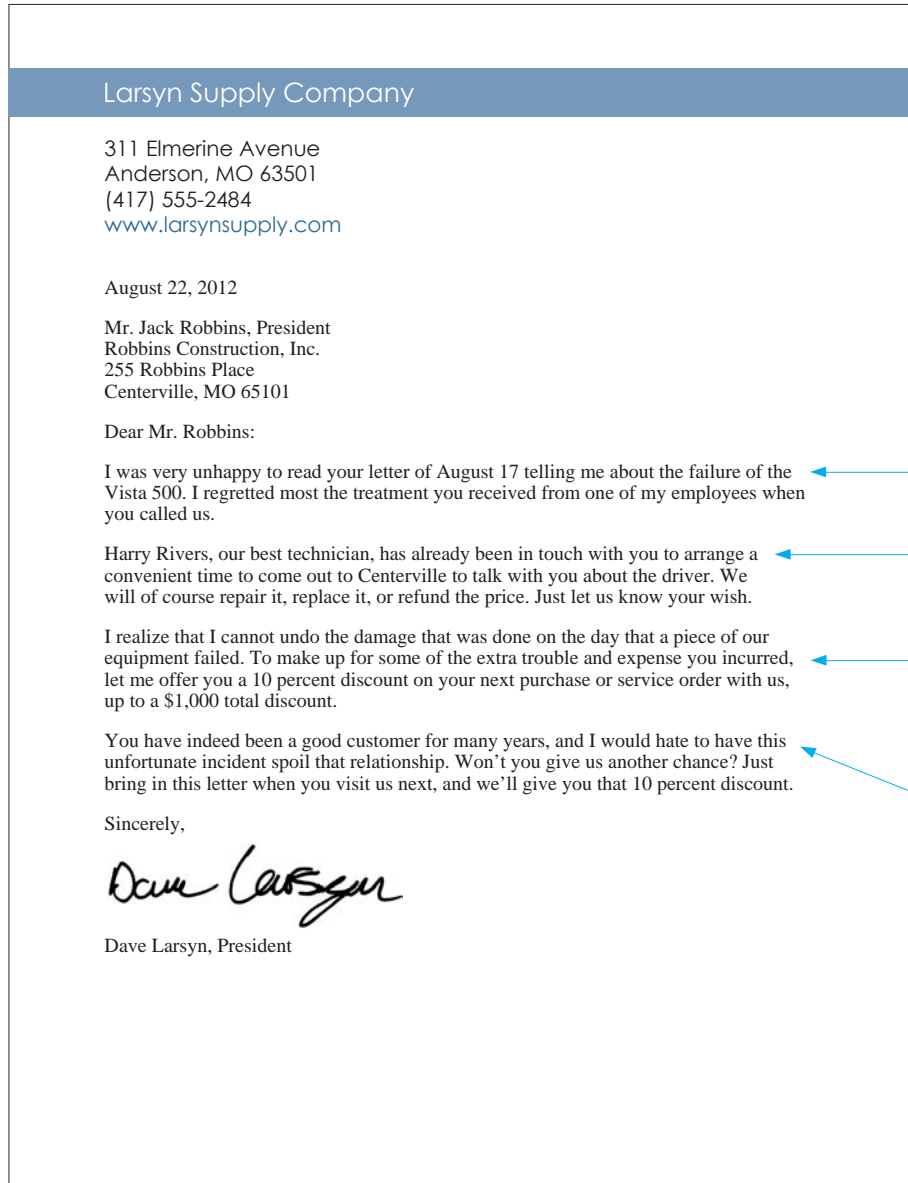 Larsyn Supply Company
311 Elmerine Avenue
Anderson, MO 63501
(417) 555-2484
www.larsynsupply.com
August 22, 2012
Mr. Jack Robbins, President
Robbins Construction, Inc.
255 Robbins Place
Centerville, MO 65101
Dear Mr. Robbins:
I was very unhappy to read your letter of August 17 telling me about the failure of the
Vista 500. I regretted most the treatment you received from one of my employees when
you called us.
Harry Rivers, our best technician, has already been in touch with you to arrange a
convenient time to come out to Centerville to talk with you about the driver. We
will of course repair it, replace it, or refund the price. Just let us know your wish.
I realize that I cannot undo the damage that was done on the day that a piece of our
equipment failed. To make up for some of the extra trouble and expense you incurred,
let me offer you a 10 percent discount on your next purchase or service order with us,
up to a $1,000 total discount.
You have indeed been a good customer for many years, and I would hate to have this
unfortunate incident spoil that relationship. Won’t you give us another chance? Just
bring in this letter when you visit us next, and we’ll give you that 10 percent discount.
Sincerely,
Dave Larsyn
Dave Larsyn, President